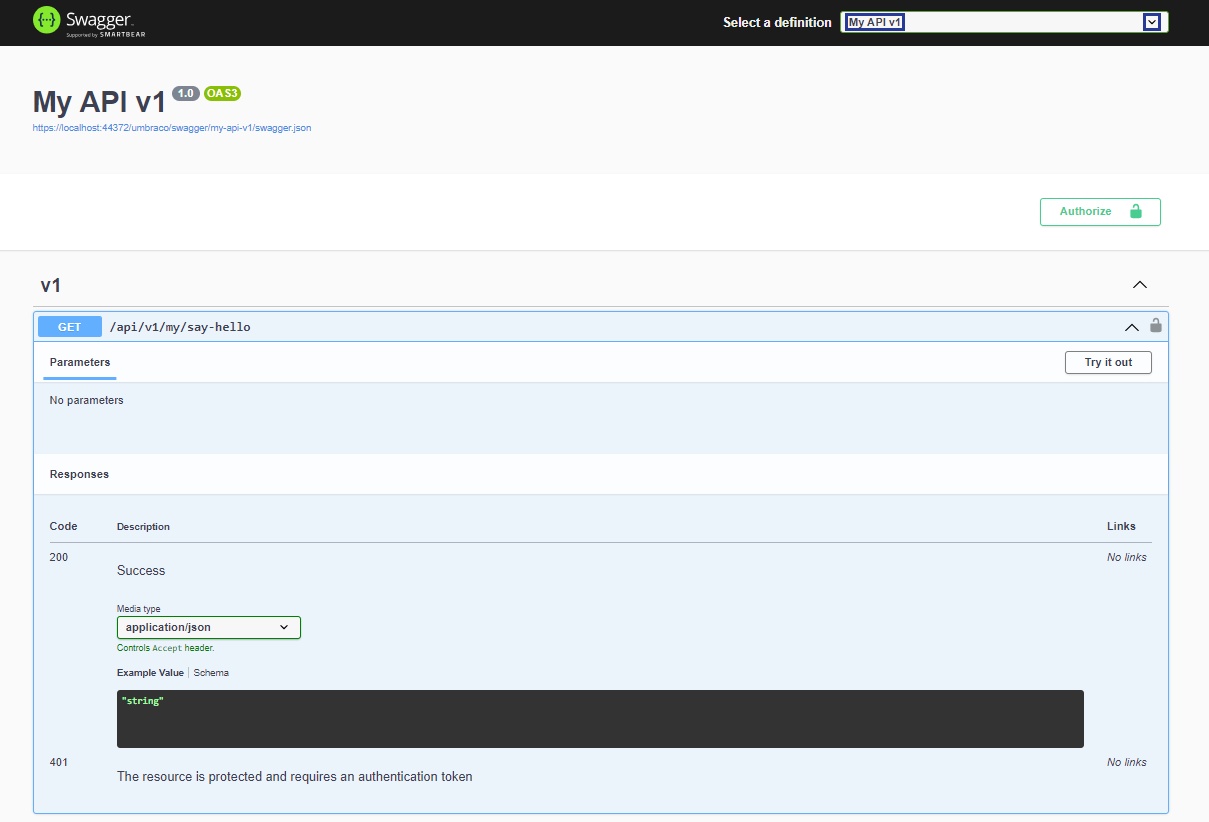 Swagger.
Supported by SMARTBEAR
Select a definition
My API v1
My API v1 1.0 OAS3
https://localhost:44372/umbraco/swagger/my-api-v1/swagger.json
Authorize
v1
GET /api/v1/my/say-hello
Parameters
Try it out
No parameters
Responses
Code Description Links
200 No links
Success
Media type
application/json
Controls Accept header.
Example Value Schema
"string"
401 No links
The resource is protected and requires an authentication token